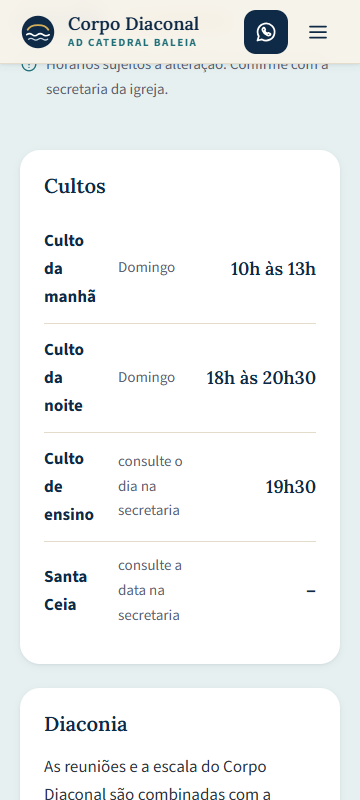 Corpo Diaconal
AD CATEDRAL BALEIA
Horários sujeitos a alteração. Confirme com a
secretaria da igreja.
Cultos
Culto da manhã
Domingo
10h às 13h
Culto da noite
Domingo
18h às 20h30
Culto de ensino
consulte o dia na secretaria
19h30
Santa Ceia
consulte a data na secretaria
–
Diaconia
As reuniões e a escala do Corpo
Diaconal são combinadas com a